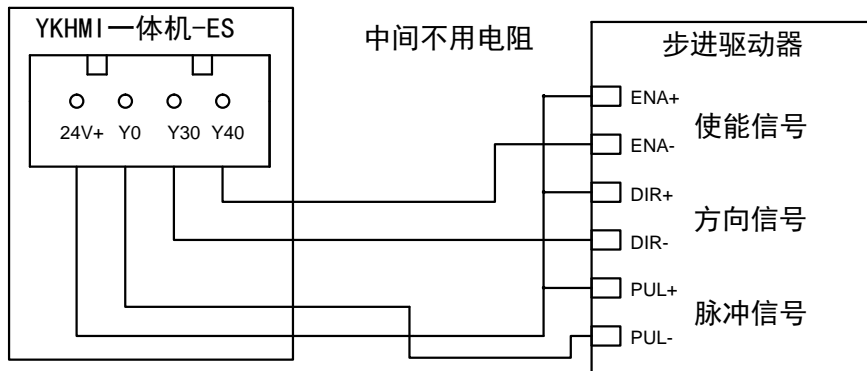 YKHMI一体机-ES
中间不用电阻
步进驱动器
24V+ Y0 Y30 Y40
ENA+
使能信号
ENA-
DIR+
方向信号
DIR-
PUL+
脉冲信号
PUL-